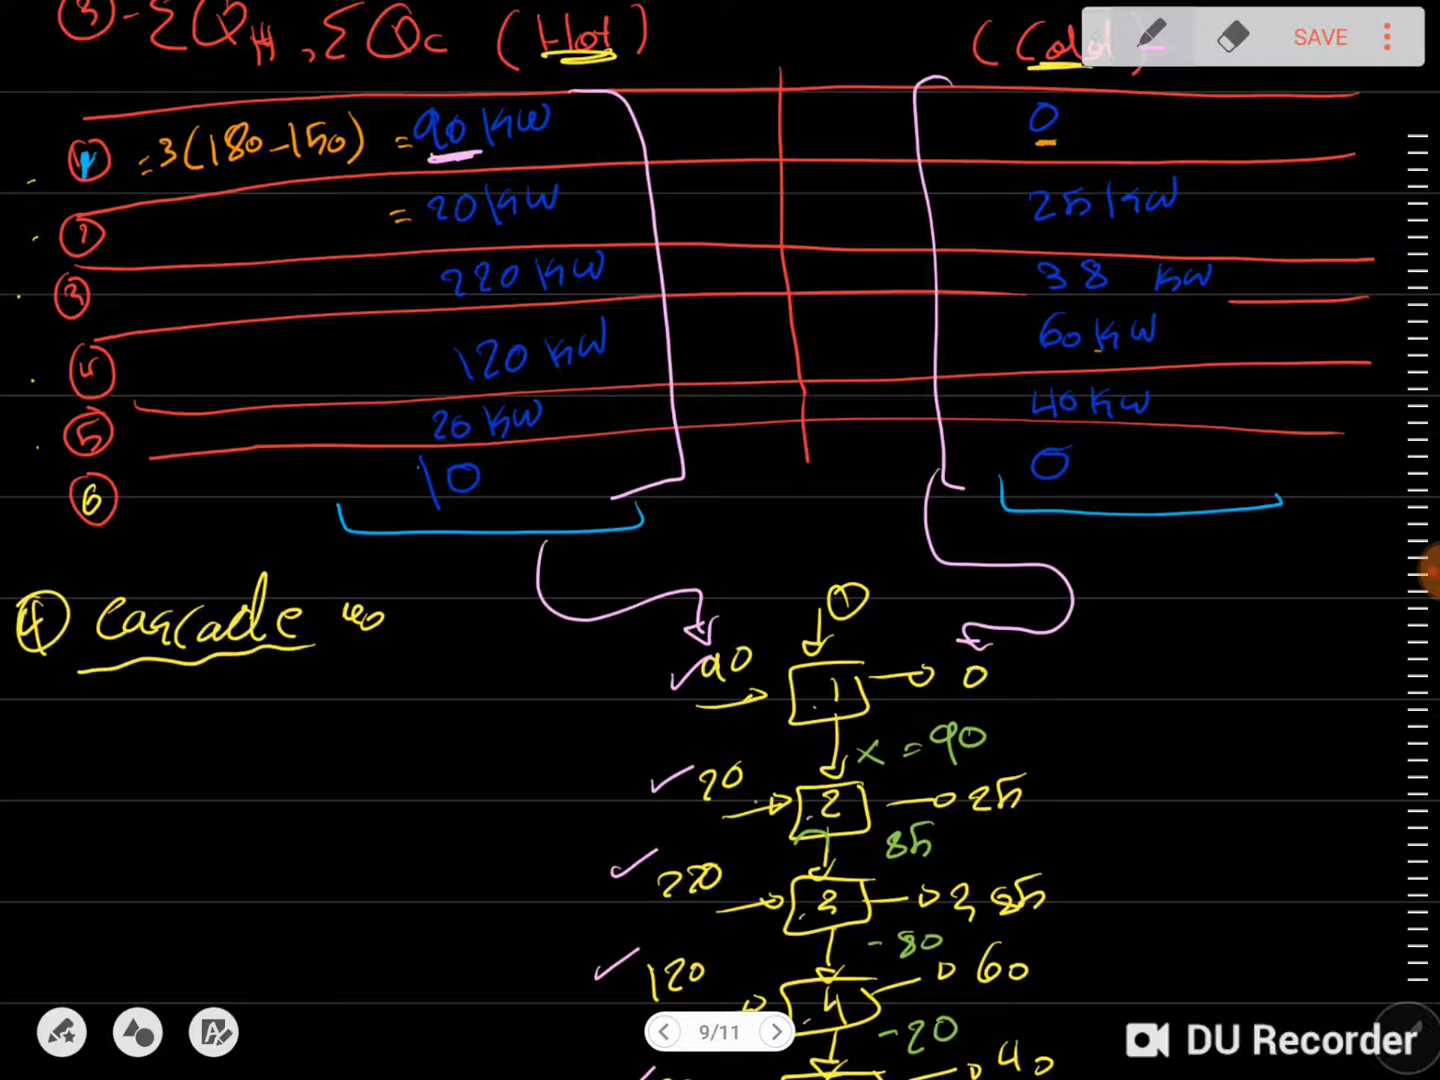 ③- ΣQH, ΣQc (Hot) (Cold)
SAVE
① = 3(180-150) = 90 KW 0
② = 20 KW 25 KW
③ 220 KW 38 KW
④ 120 KW 60 KW
⑤ 20 KW 40 KW
⑥ 10 0
④ Cascade
①
90 1 0
x = 90
20 2 25
85
220 3 385
-80
120 4 60
-20
40
9/11
DU Recorder